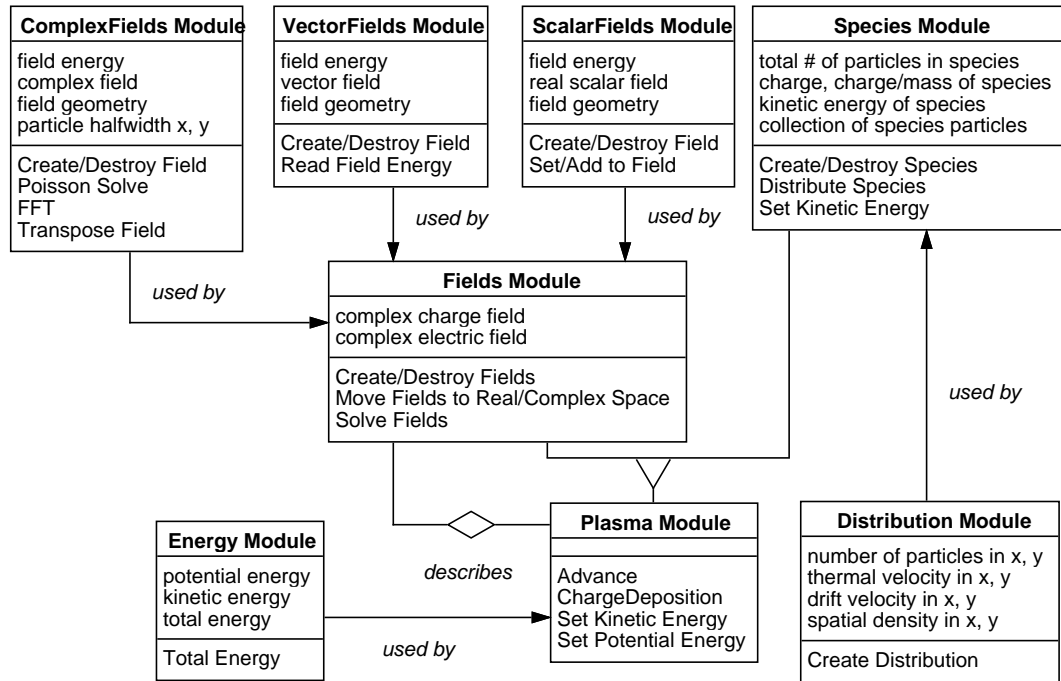 ComplexFields Module
field energy
complex field
field geometry
particle halfwidth x, y
Create/Destroy Field
Poisson Solve
FFT
Transpose Field
VectorFields Module
field energy
vector field
field geometry
Create/Destroy Field
Read Field Energy
ScalarFields Module
field energy
real scalar field
field geometry
Create/Destroy Field
Set/Add to Field
Species Module
total # of particles in species
charge, charge/mass of species
kinetic energy of species
collection of species particles
Create/Destroy Species
Distribute Species
Set Kinetic Energy
used by
used by
used by
Fields Module
complex charge field
complex electric field
Create/Destroy Fields
Move Fields to Real/Complex Space
Solve Fields
used by
Energy Module
potential energy
kinetic energy
total energy
Total Energy
describes
used by
Plasma Module
Advance
ChargeDeposition
Set Kinetic Energy
Set Potential Energy
Distribution Module
number of particles in x, y
thermal velocity in x, y
drift velocity in x, y
spatial density in x, y
Create Distribution